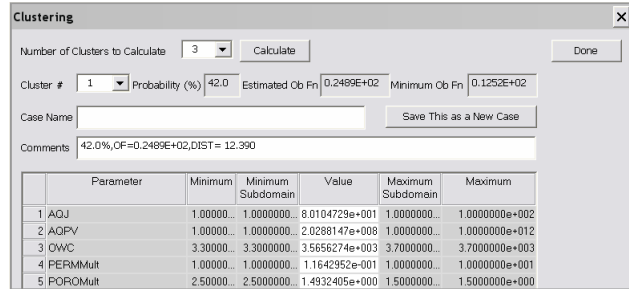 Clustering
Number of Clusters to Calculate 3 Calculate Done
Cluster # 1 Probability (%) 42.0 Estimated Ob Fn 0.2489E+02 Minimum Ob Fn 0.1252E+02
Case Name Save This as a New Case
Comments 42.0%,OF=0.2489E+02,DIST= 12.390
Parameter Minimum Minimum Subdomain Value Maximum Subdomain Maximum
1 AQJ 1.00000... 1.0000000... 8.0104729e+001 1.0000000... 1.0000000e+002
2 AQPV 1.00000... 1.0000000... 2.0288147e+008 1.0000000... 1.0000000e+012
3 OWC 3.30000... 3.3000000... 3.5656274e+003 3.7000000... 3.7000000e+003
4 PERMMult 1.00000... 1.0000000... 1.1642952e-001 1.0000000... 1.0000000e+001
5 POROMult 2.50000... 2.5000000... 1.4932405e+000 1.5000000... 1.5000000e+000